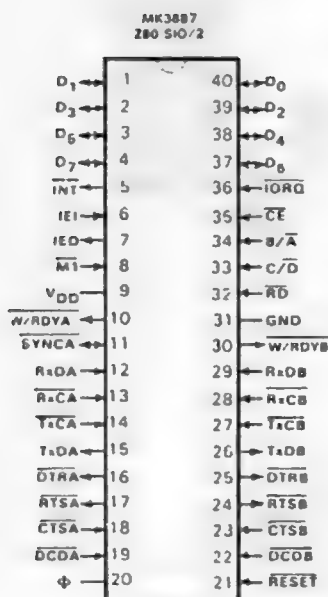 MK3887
Z80 SIO/2
D1 1 40 D0
D3 2 39 D2
D5 3 38 D4
D7 4 37 D6
INT 5 36 IORQ
IEI 6 35 CE
IEO 7 34 B/A
M1 8 33 C/D
VDD 9 32 RD
W/RDYA 10 31 GND
SYNCA 11 30 W/RDYB
RxDA 12 29 RxDB
RxCA 13 28 RxCB
TxCA 14 27 TxCB
TxDA 15 26 TxDB
DTRA 16 25 DTRB
RTSA 17 24 RTSB
CTSA 18 23 CTSB
DCDA 19 22 DCDB
Φ 20 21 RESET